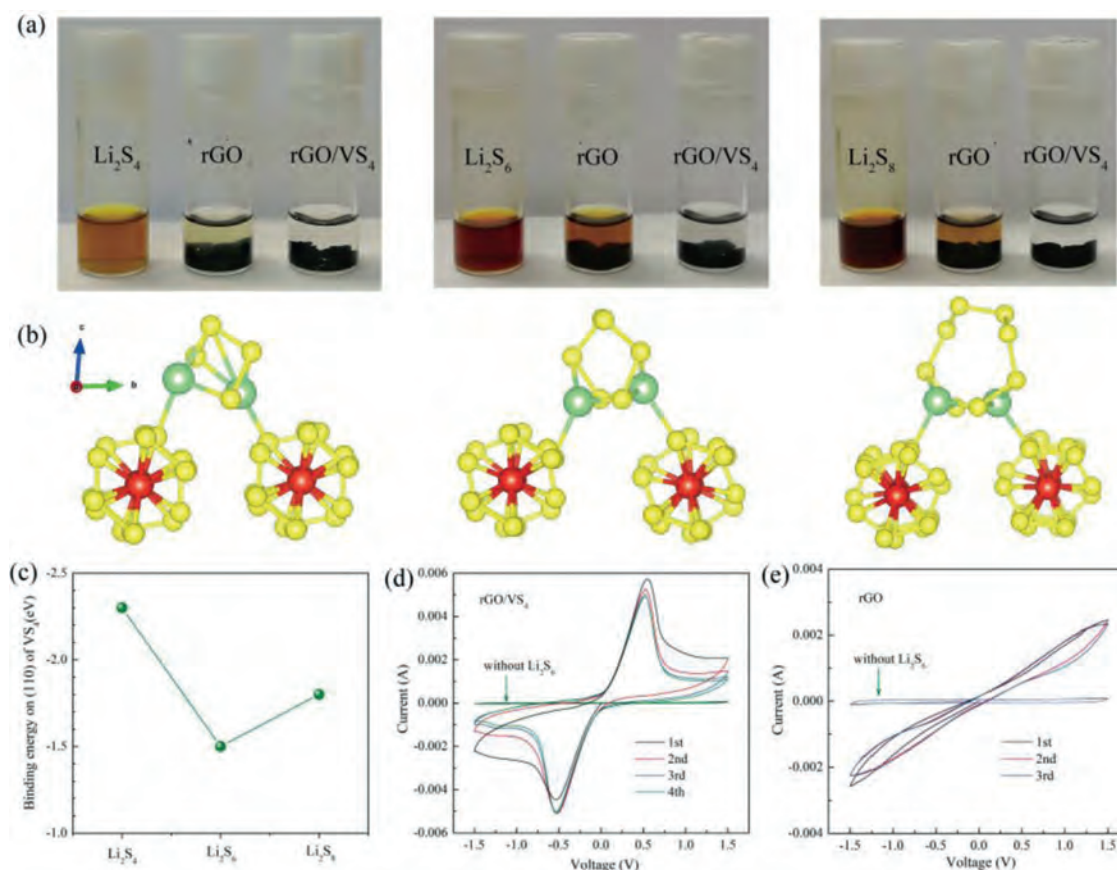 (a)
Li₂S₄ rGO rGO/VS₄
Li₂S₆ rGO rGO/VS₄
Li₂S₈ rGO rGO/VS₄
(b)
c
b
(c)
Binding energy on (110) of VS₄(eV)
-2.5
-2.0
-1.5
-1.0
Li₂S₄ Li₂S₆ Li₂S₈
(d)
Current (A)
0.006
0.004
0.002
0.000
-0.002
-0.004
-0.006
rGO/VS₄
without Li₂S₆
1st
2nd
3rd
4th
-1.5 -1.0 -0.5 0.0 0.5 1.0 1.5
Voltage (V)
(e)
Current (A)
0.004
0.002
0.000
-0.002
-0.004
rGO
without Li₂S₆
1st
2nd
3rd
-1.5 -1.0 -0.5 0.0 0.5 1.0 1.5
Voltage (V)